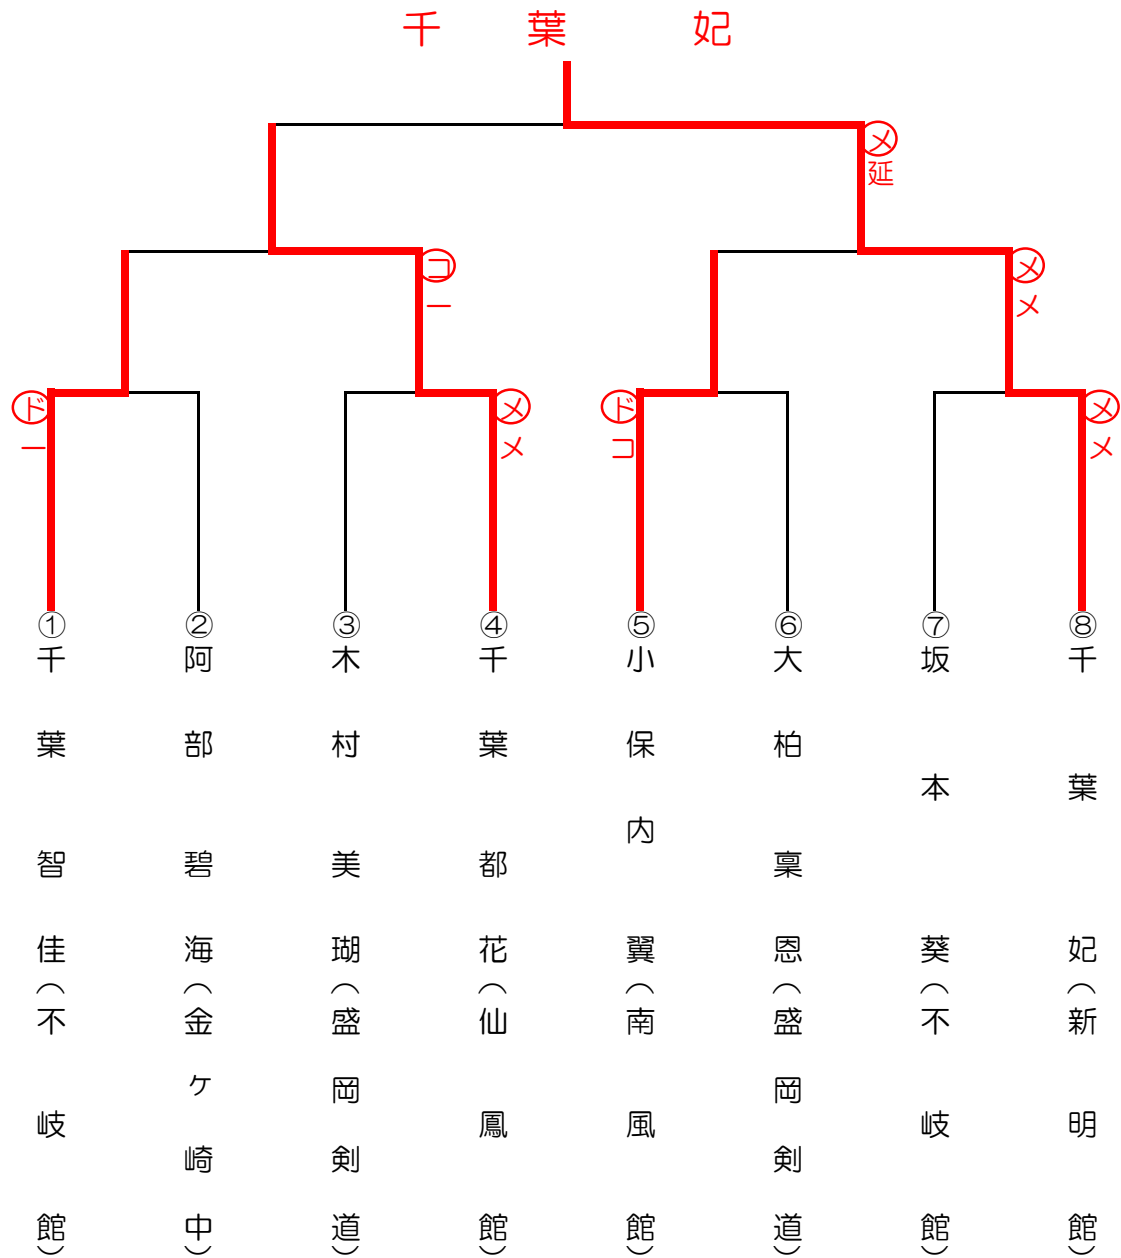 千葉 妃
㋱
延
㋙
一
㋱
メ
㋣゙
一
㋱
メ
㋣゙
コ
㋱
メ
①千葉 智佳（不岐館）
②阿部 碧海（金ケ崎中）
③木村 美瑚（盛岡剣道）
④千葉 都花（仙鳳館）
⑤小保内 翼（南風館）
⑥大柏 稟恩（盛岡剣道）
⑦坂本 葵（不岐館）
⑧千葉 妃（新明館）